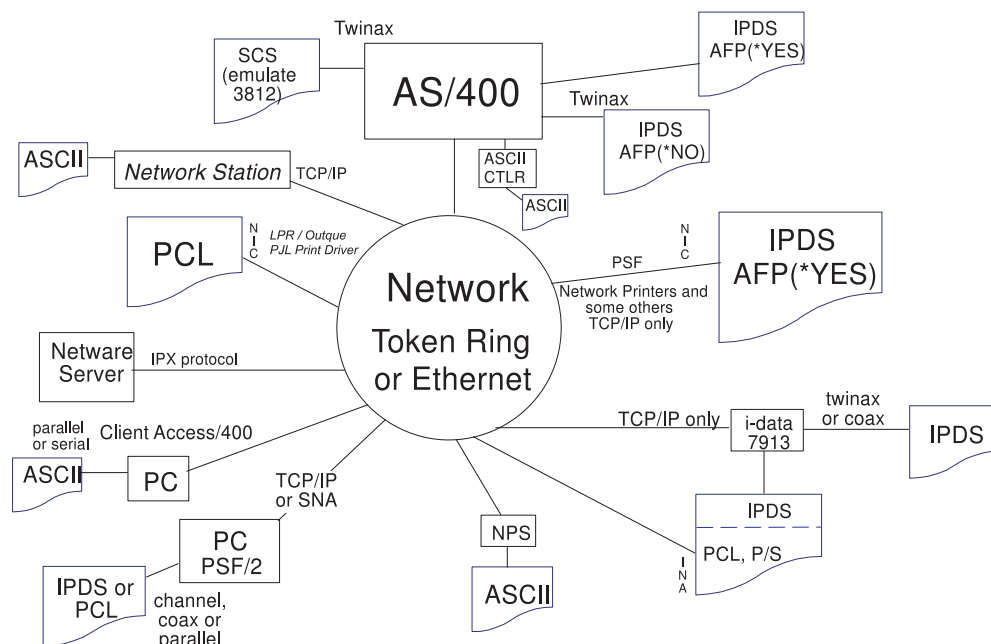 Twinax
SCS
(emulate
3812)
AS/400
IPDS
AFP(*YES)
Twinax
IPDS
AFP(*NO)
ASCII
CTLR
ASCII
ASCII
Network Station
TCP/IP
PCL
N
I
C
LPR / Outque
PJL Print Driver
Network
Token Ring
or Ethernet
PSF
Network Printers and
some others
TCP/IP only
N
I
C
IPDS
AFP(*YES)
Netware
Server
IPX protocol
parallel
or serial
Client Access/400
ASCII
PC
TCP/IP
or SNA
PC
PSF/2
IPDS or
PCL
channel,
coax or
parallel
NPS
ASCII
TCP/IP only
i-data
7913
twinax
or coax
IPDS
IPDS
PCL, P/S
I
N
A